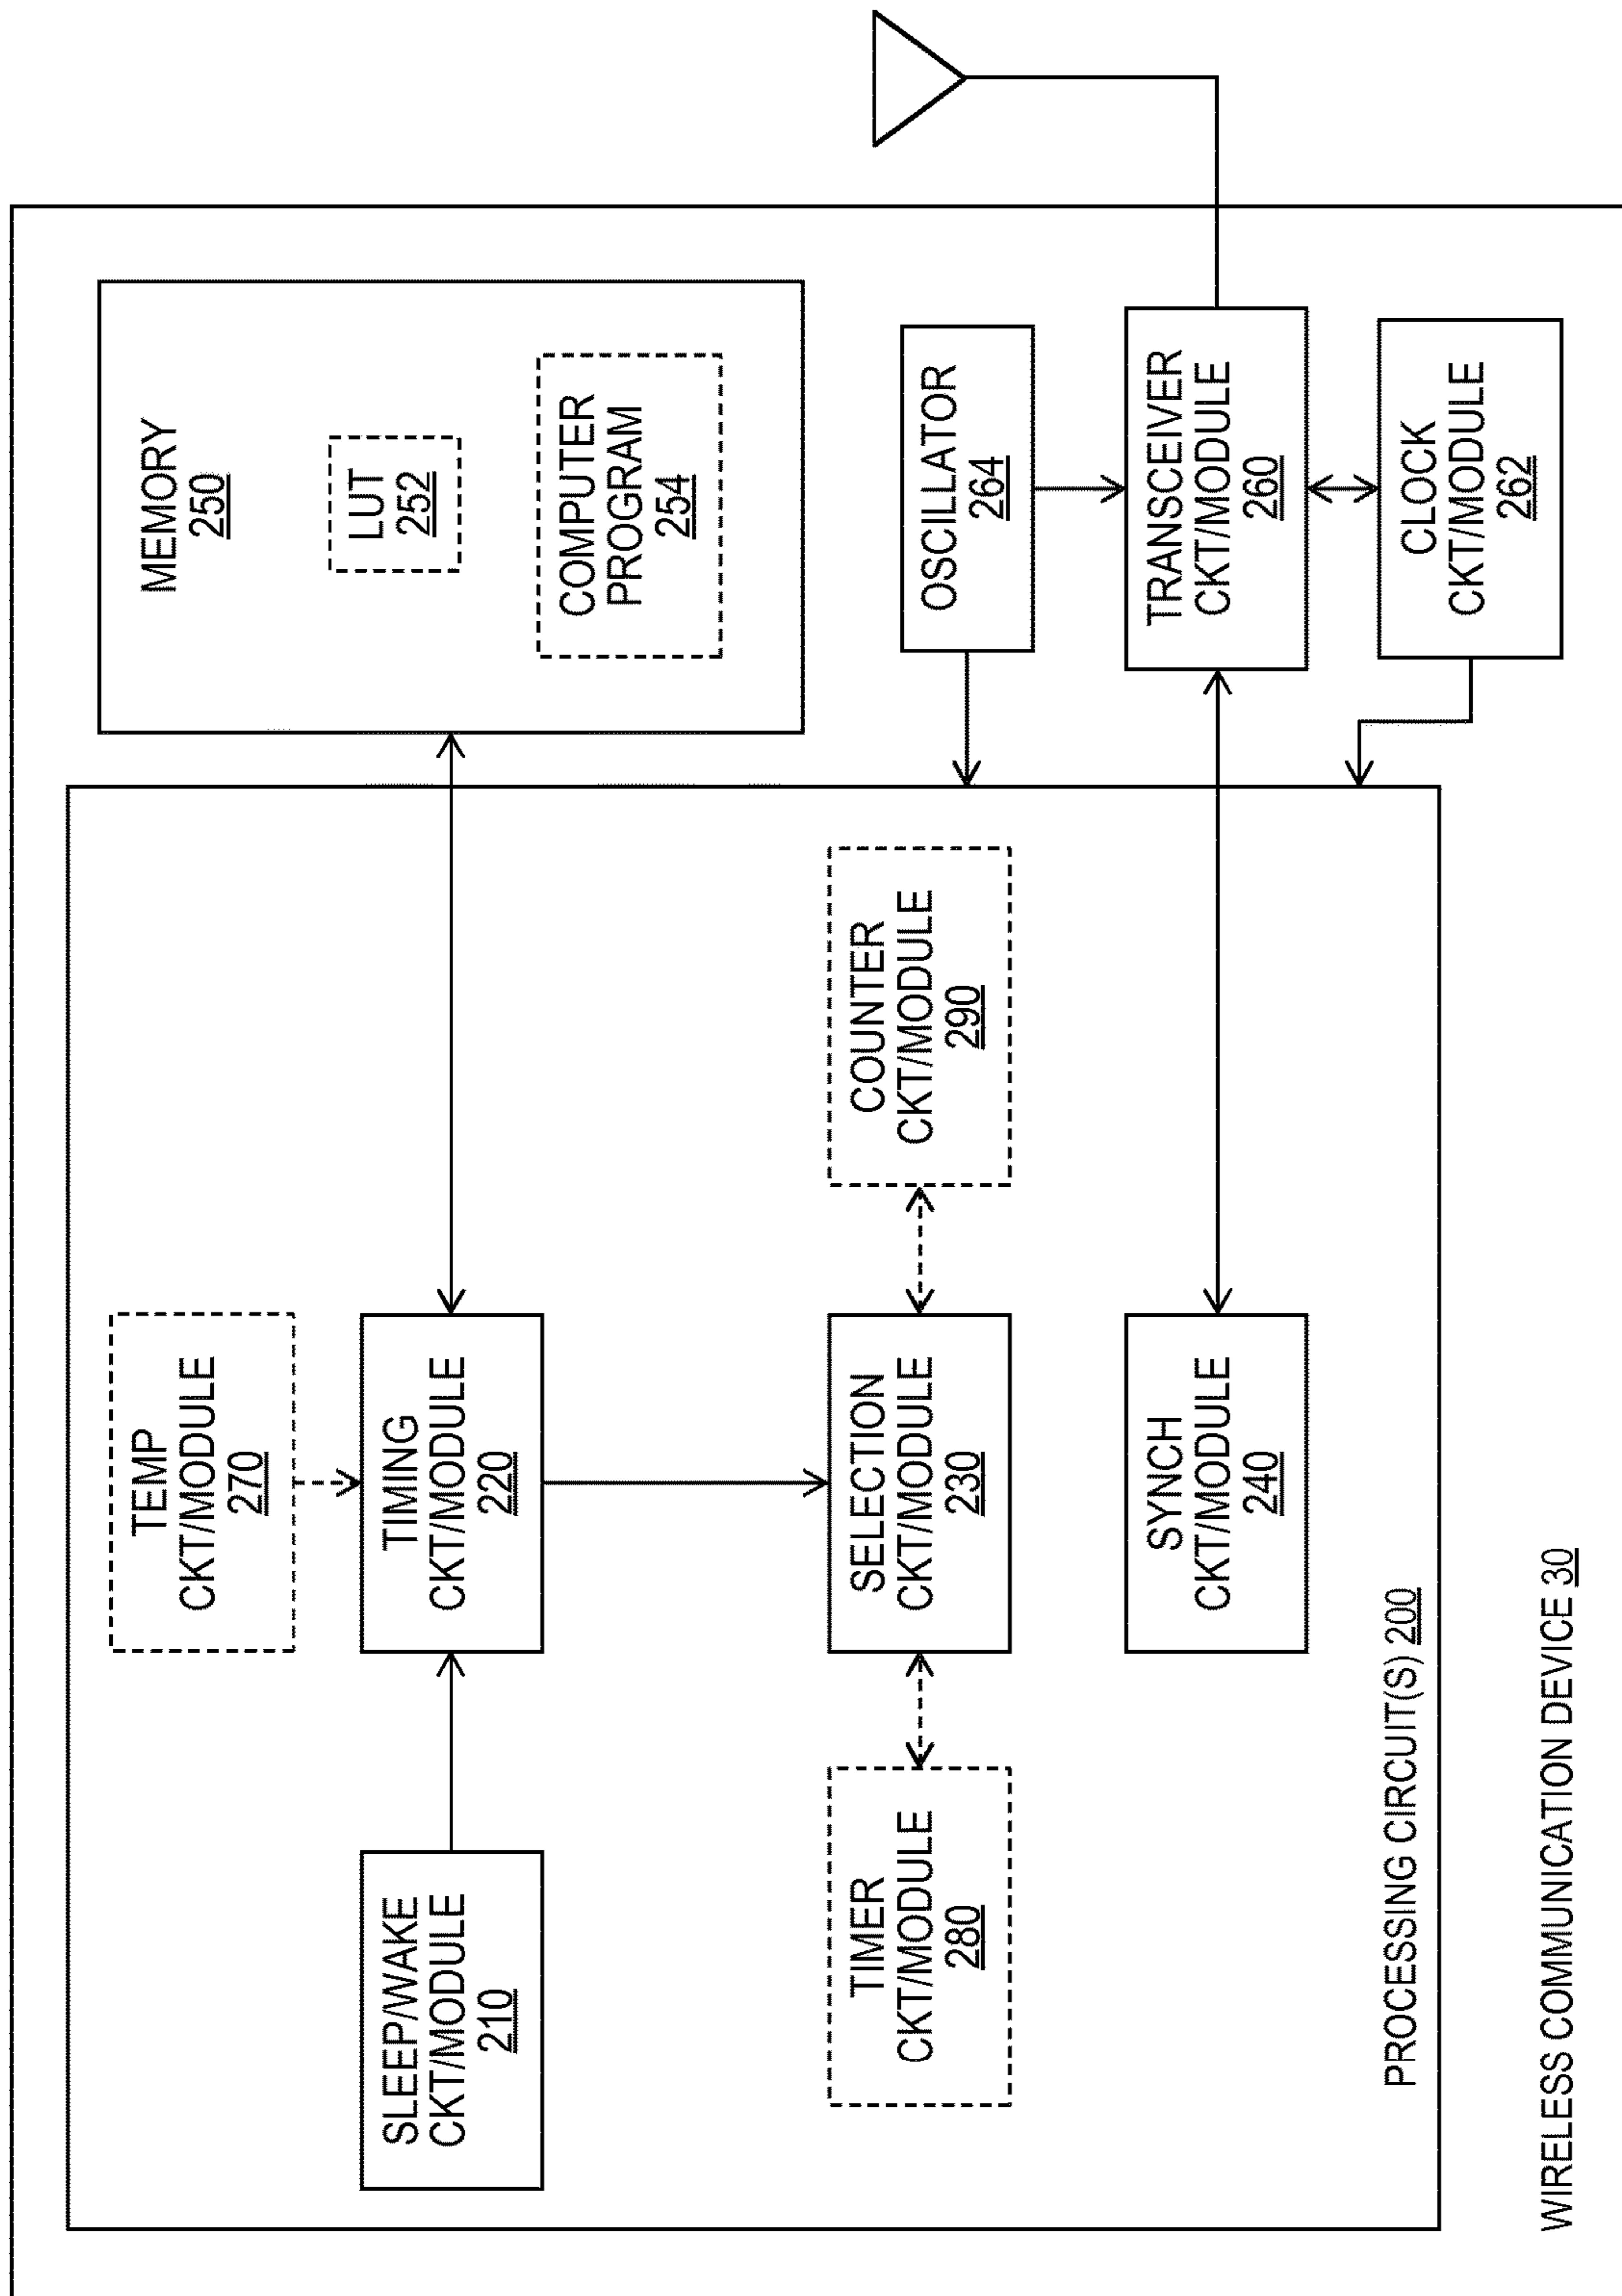 TEMP
CKT/MODULE
270
SLEEP/WAKE
CKT/MODULE
210
TIMING
CKT/MODULE
220
MEMORY
250
LUT
252
COMPUTER
PROGRAM
254
TIMER
CKT/MODULE
280
SELECTION
CKT/MODULE
230
COUNTER
CKT/MODULE
290
OSCILLATOR
264
SYNCH
CKT/MODULE
240
TRANSCEIVER
CKT/MODULE
260
CLOCK
CKT/MODULE
262
PROCESSING CIRCUIT(S) 200
WIRELESS COMMUNICATION DEVICE 30